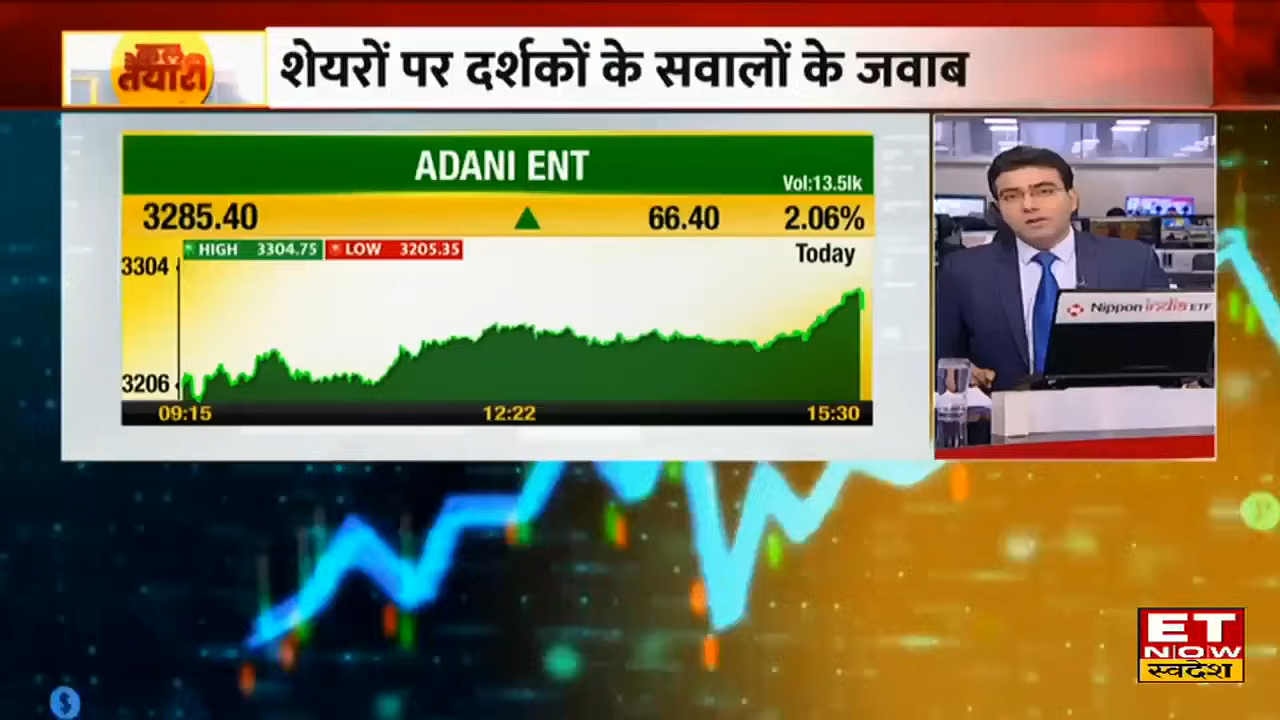 तैयारी
शेयरों पर दर्शकों के सवालों के जवाब
ADANI ENT
Vol:13.5lk
3285.40 ▲ 66.40 2.06%
HIGH 3304.75 LOW 3205.35
Today
3304
3206
09:15 12:22 15:30
Nippon india ETF
ET
NOW
स्वदेश